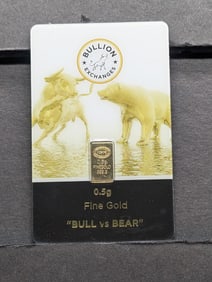 BULLION
EXCHANGES
0.5g
Fine Gold
"BULL vs BEAR"